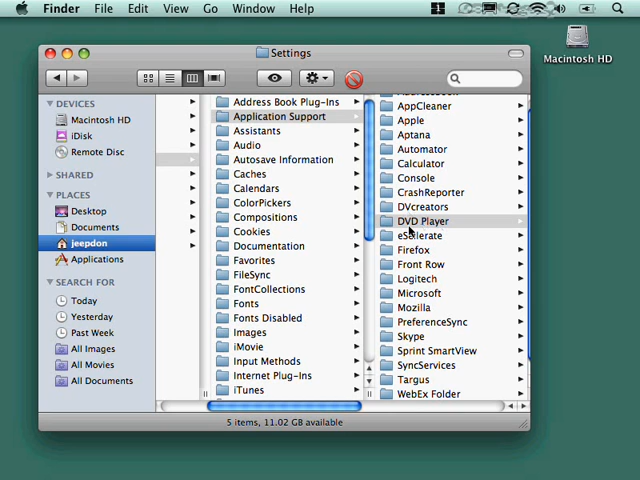 Finder File Edit View Go Window Help
Macintosh HD
Settings
DEVICES
Macintosh HD
iDisk
Remote Disc
SHARED
PLACES
Desktop
Documents
jeepdon
Applications
SEARCH FOR
Today
Yesterday
Past Week
All Images
All Movies
All Documents
Address Book Plug-Ins
Application Support
Assistants
Audio
Autosave Information
Caches
Calendars
ColorPickers
Compositions
Cookies
Documentation
Favorites
FileSync
FontCollections
Fonts
Fonts Disabled
Images
iMovie
Input Methods
Internet Plug-Ins
iTunes
AppCleaner
Apple
Aptana
Automator
Calculator
Console
CrashReporter
DVcreators
DVD Player
Firefox
Front Row
Logitech
Microsoft
Mozilla
PreferenceSync
Skype
Sprint SmartView
SyncServices
Targus
WebEx Folder
5 items, 11.02 GB available